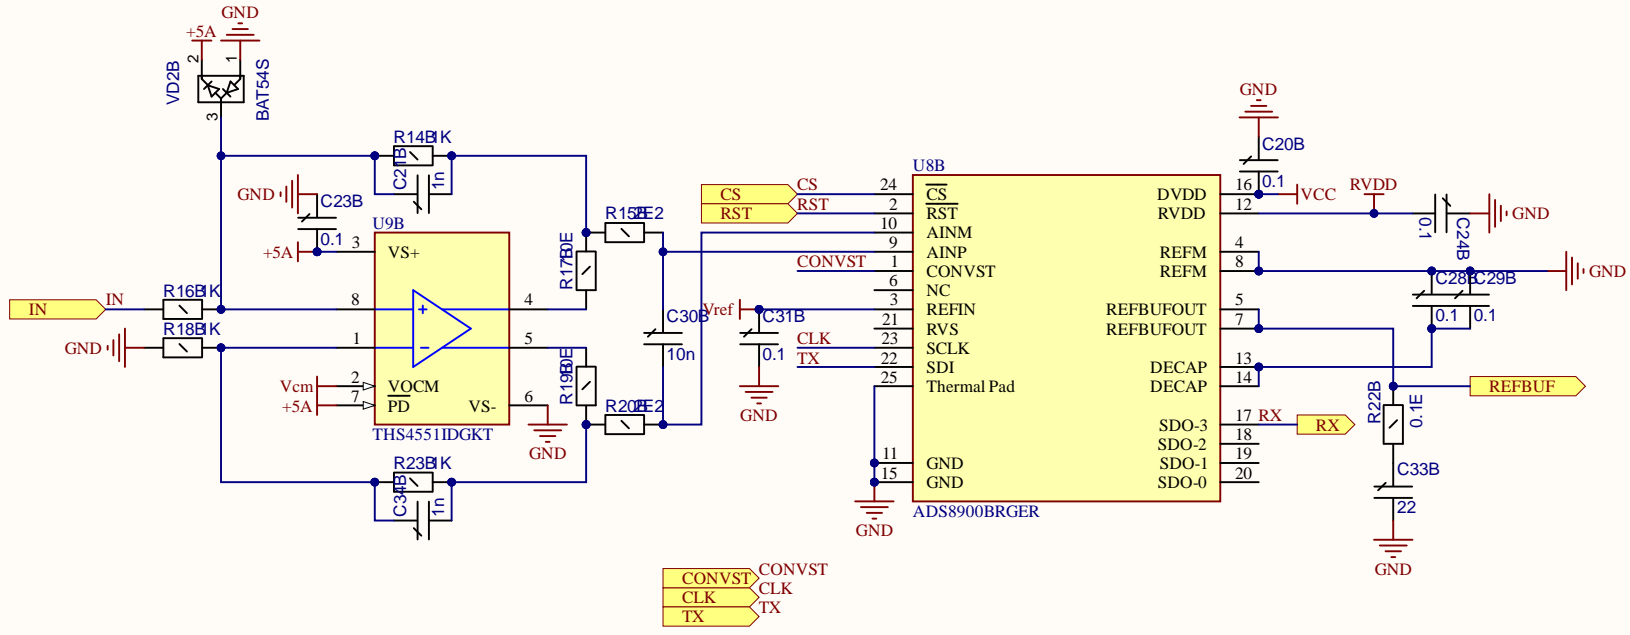 GND
+5A
2
1
VD2B
BAT54S
3
R14B 1K
C21B
1n
GND
C23B
0.1
+5A
U9B
3
VS+
IN
IN
R16B 1K
8
4
R18B 1K
GND
1
5
Vcm
2
VOCM
+5A
7
PD
VS-
6
THS4551IDGKT
GND
R23B 1K
C34B
1n
R15B 2E2
R17B 0E
R19B 0E
R20B 2E2
C30B
10n
CS
CS
RST
RST
CONVST
Vref
C31B
0.1
GND
CLK
TX
U8B
24
CS
2
RST
10
AINM
9
AINP
1
CONVST
6
NC
3
REFIN
21
RVS
23
SCLK
22
SDI
25
Thermal Pad
11
GND
15
GND
GND
ADS8900BRGER
DVDD
16
RVDD
12
REFM
4
REFM
8
REFBUFOUT
5
REFBUFOUT
7
DECAP
13
DECAP
14
SDO-3
17
RX
RX
SDO-2
18
SDO-1
19
SDO-0
20
GND
C20B
0.1
VCC
RVDD
0.1
C24B
GND
GND
C28B
C29B
0.1
0.1
REFBUF
R22B
0.1E
C33B
22
GND
CONVST
CONVST
CLK
CLK
TX
TX